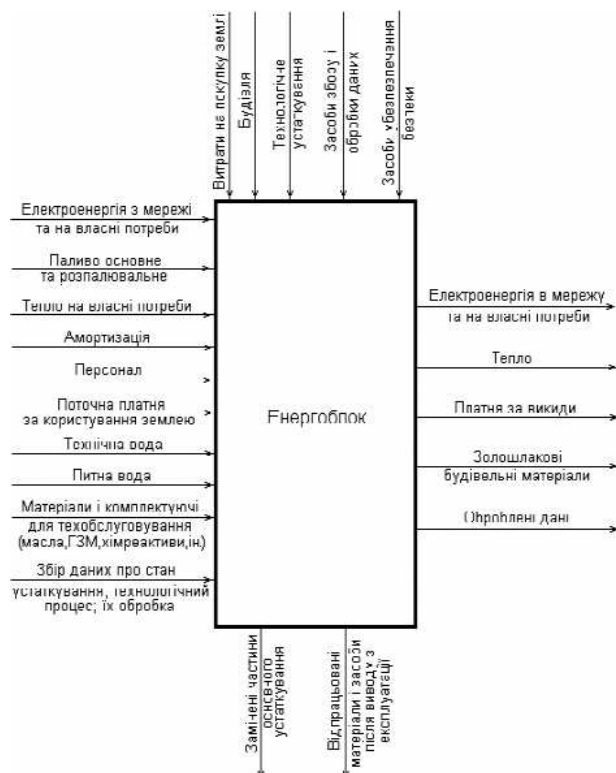 Витрати на покупку землі
Будівля
Технологічне
устаткування
Засоби збору і
обробки даних
Засоби убезпезпечення
безпеки
Електроенергія з мережі
та на власні потреби
Паливо основне
та розпалювальне
Тепло на власні потреби
Амортизація
Персонал
Поточна платня
за користування землею
Технічна вода
Питна вода
Матеріали і комплектуючі
для техобслуговування
(масла,ГЗМ,хімреактиви,ін.)
Збір даних про стан
устаткування, технологічний
процес; їх обробка
Енергоблок
Електроенергія в мережу
та на власні потреби
Тепло
Платня за викиди
Золошлакові
будівельні матеріали
Оброблені дані
Замінені частини
основного
устаткування
Відпрацьовані
матеріали і засоби
після виводу з
експлуатації